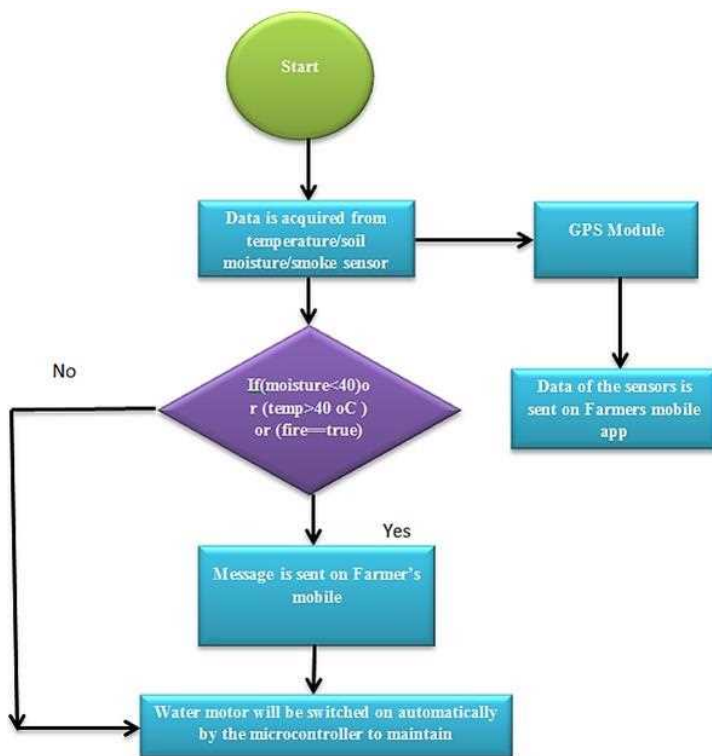 Start
Data is acquired from
temperature/soil
moisture/smoke sensor
GPS Module
Data of the sensors is
sent on Farmers mobile
app
If(moisture<40)o
r (temp>40 oC )
or (fire==true)
No
Yes
Message is sent on Farmer's
mobile
Water motor will be switched on automatically
by the microcontroller to maintain